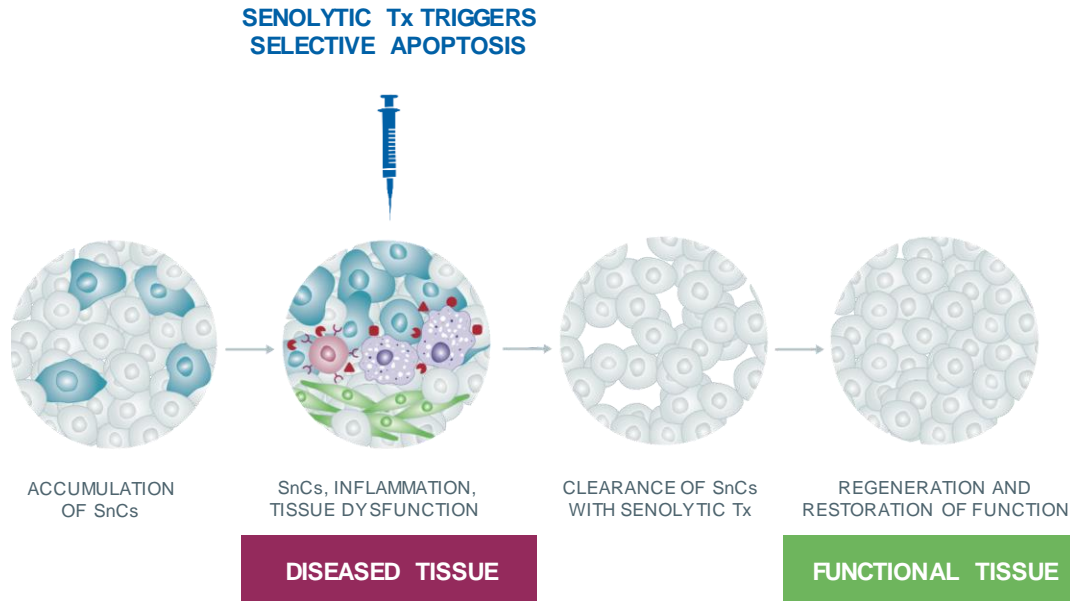 SENOLYTIC Tx TRIGGERS
SELECTIVE APOPTOSIS
ACCUMULATION
OF SnCs
SnCs, INFLAMMATION,
TISSUE DYSFUNCTION
CLEARANCE OF SnCs
WITH SENOLYTIC Tx
REGENERATION AND
RESTORATION OF FUNCTION
DISEASED TISSUE
FUNCTIONAL TISSUE